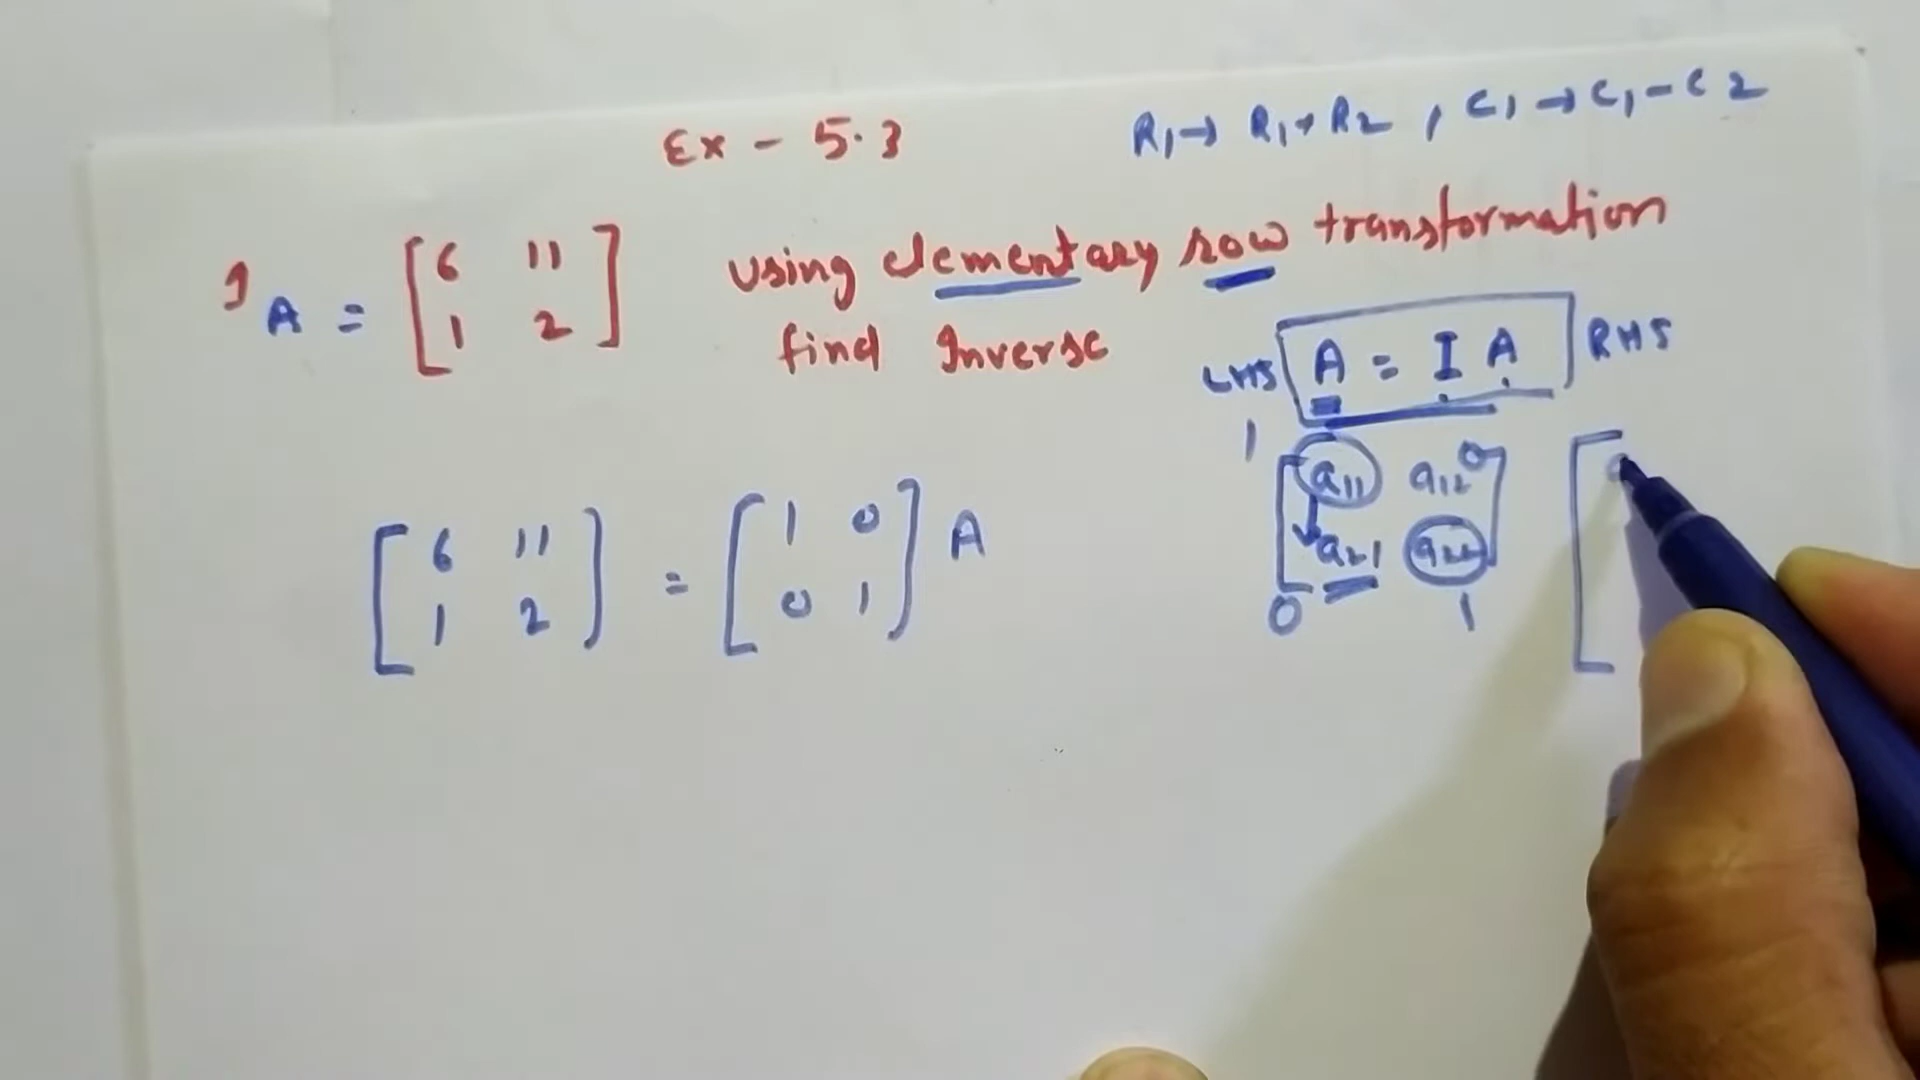 Ex - 5.3
R₁→ R₁+R₂ , C₁→C₁-C2
1 A = [6 11
1 2]
using elementary row transformation
find Inverse
LHS A = I A RHS
1 [a₁₁ a₁₂ 0
a₂₁ a₂₂]
0 1
[6 11
1 2] = [1 0
0 1] A
[